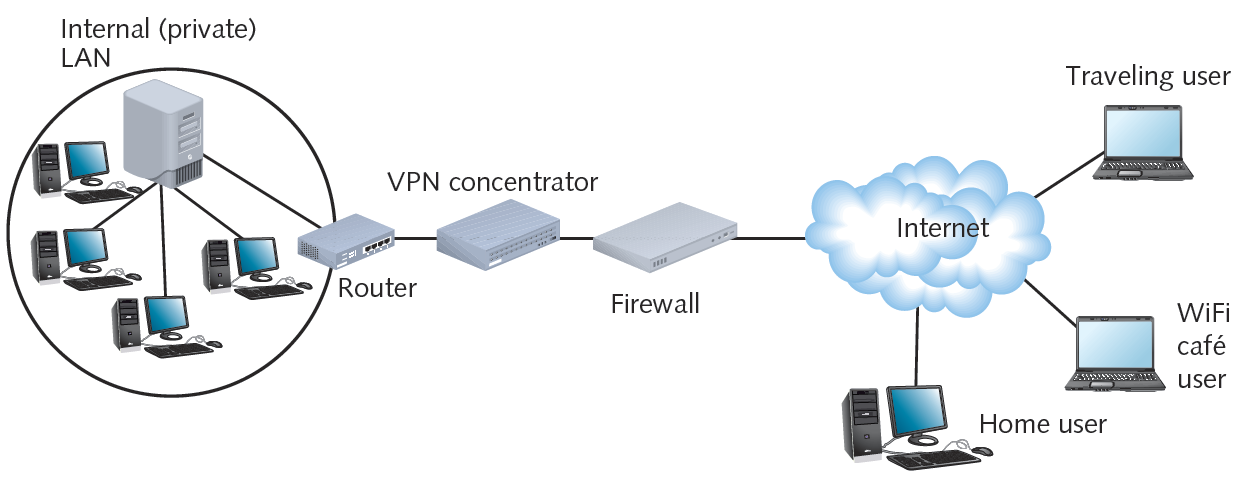 Internal (private)
LAN
Traveling user
VPN concentrator
Internet
Router
Firewall
WiFi
café
user
Home user